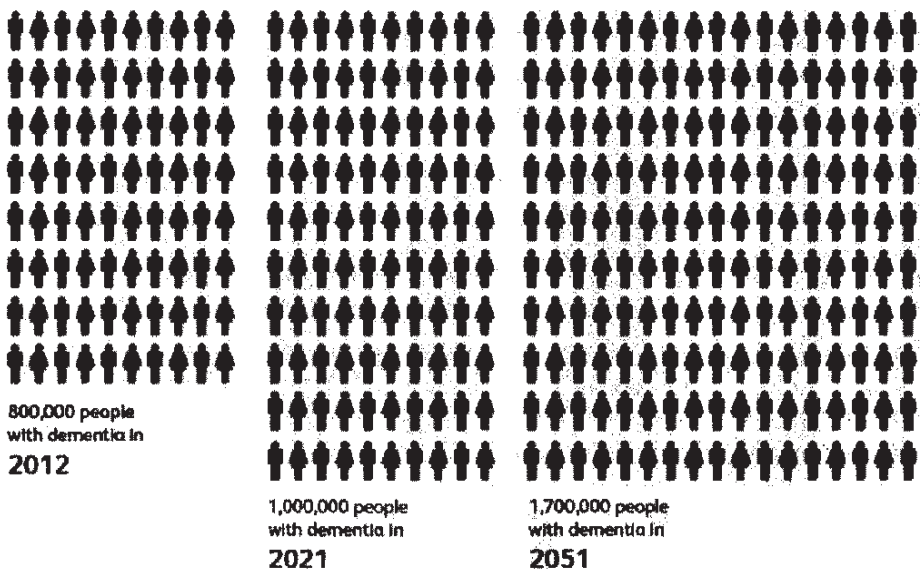 800,000 people
with dementia in
2012
1,000,000 people
with dementia in
2021
1,700,000 people
with dementia in
2051